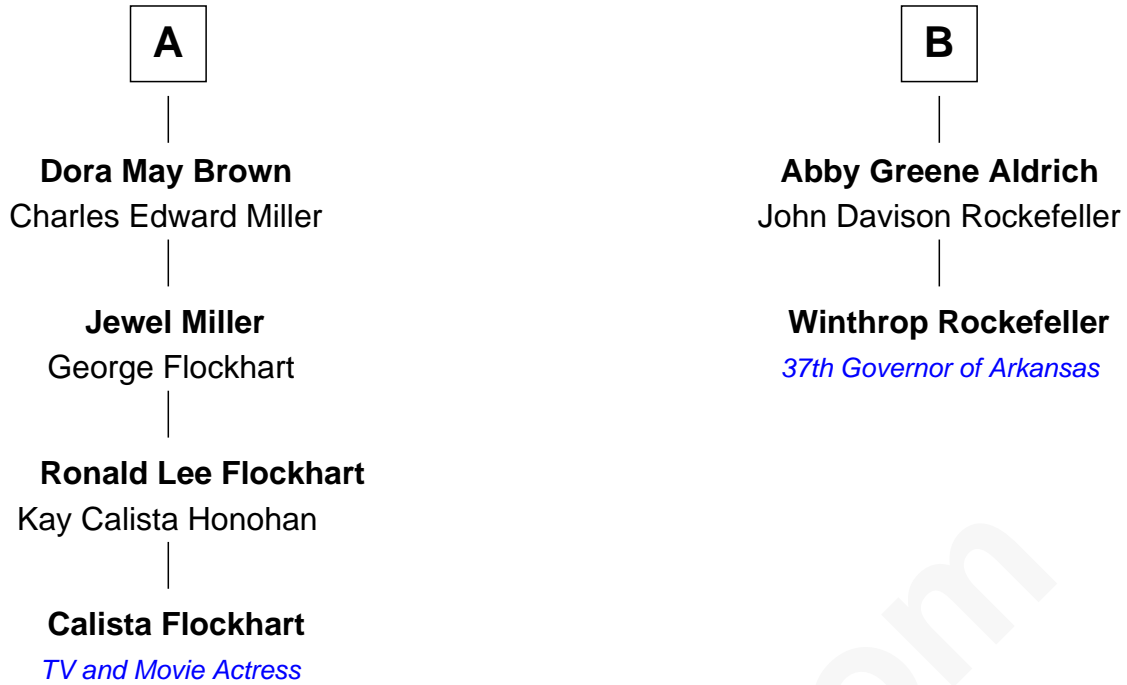 A
B
Dora May Brown
Charles Edward Miller
Abby Greene Aldrich
John Davison Rockefeller
Jewel Miller
George Flockhart
Winthrop Rockefeller
37th Governor of Arkansas
Ronald Lee Flockhart
Kay Calista Honohan
Calista Flockhart
TV and Movie Actress
om